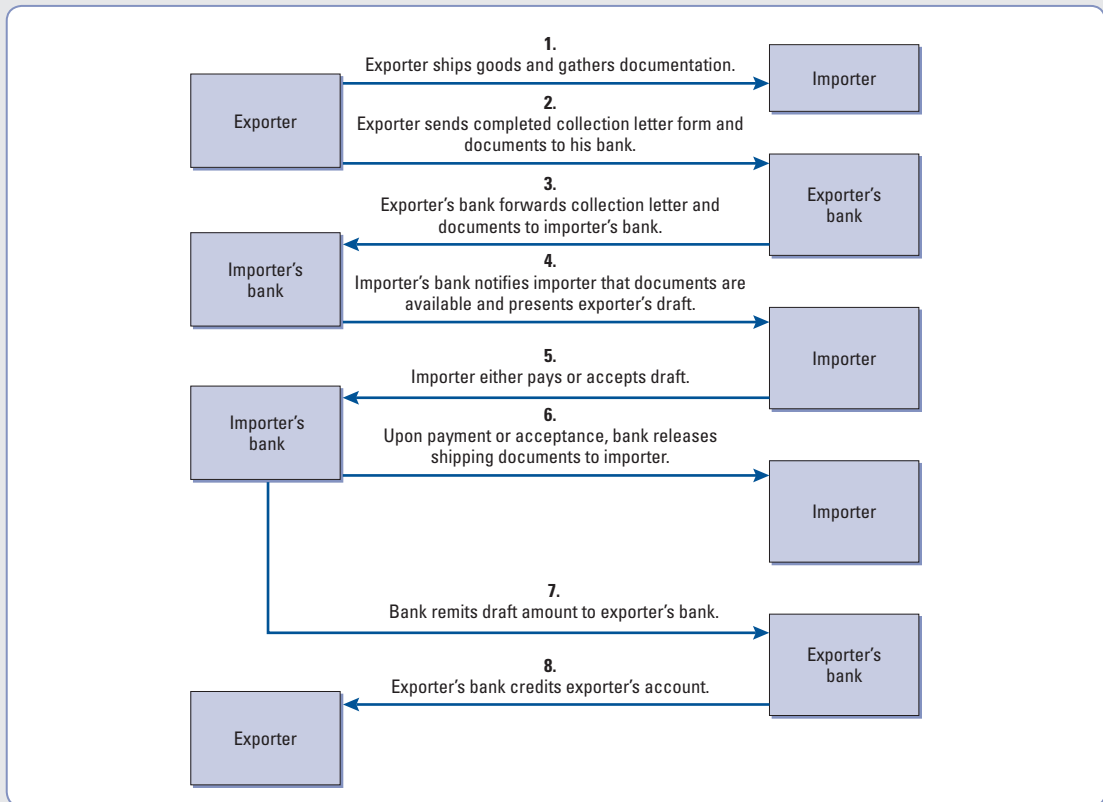 1.
Exporter ships goods and gathers documentation.
Exporter
Importer
2.
Exporter sends completed collection letter form and
documents to his bank.
Exporter's
bank
3.
Exporter's bank forwards collection letter and
documents to importer's bank.
Importer's
bank
4.
Importer's bank notifies importer that documents are
available and presents exporter's draft.
Importer
5.
Importer either pays or accepts draft.
Importer's
bank
6.
Upon payment or acceptance, bank releases
shipping documents to importer.
Importer
7.
Bank remits draft amount to exporter's bank.
Exporter's
bank
8.
Exporter's bank credits exporter's account.
Exporter